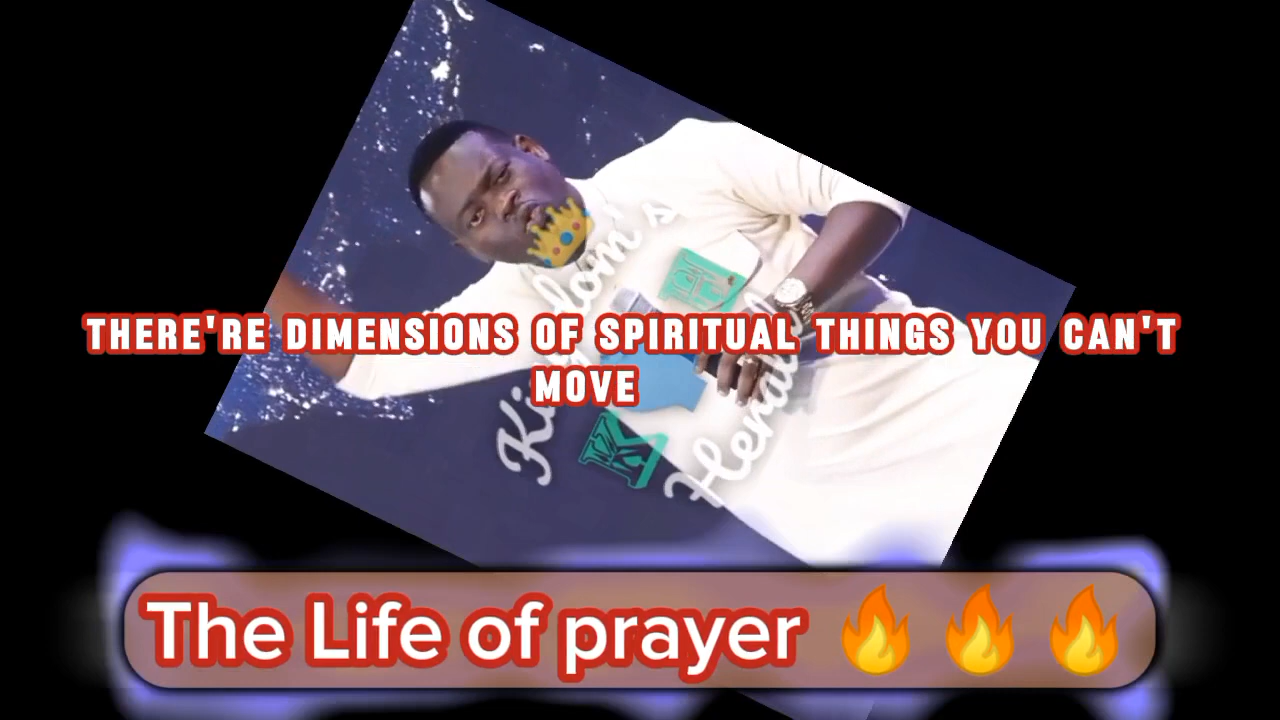 THERE'RE DIMENSIONS OF SPIRITUAL THINGS YOU CAN'T
MOVE
The Life of prayer 🔥 🔥 🔥